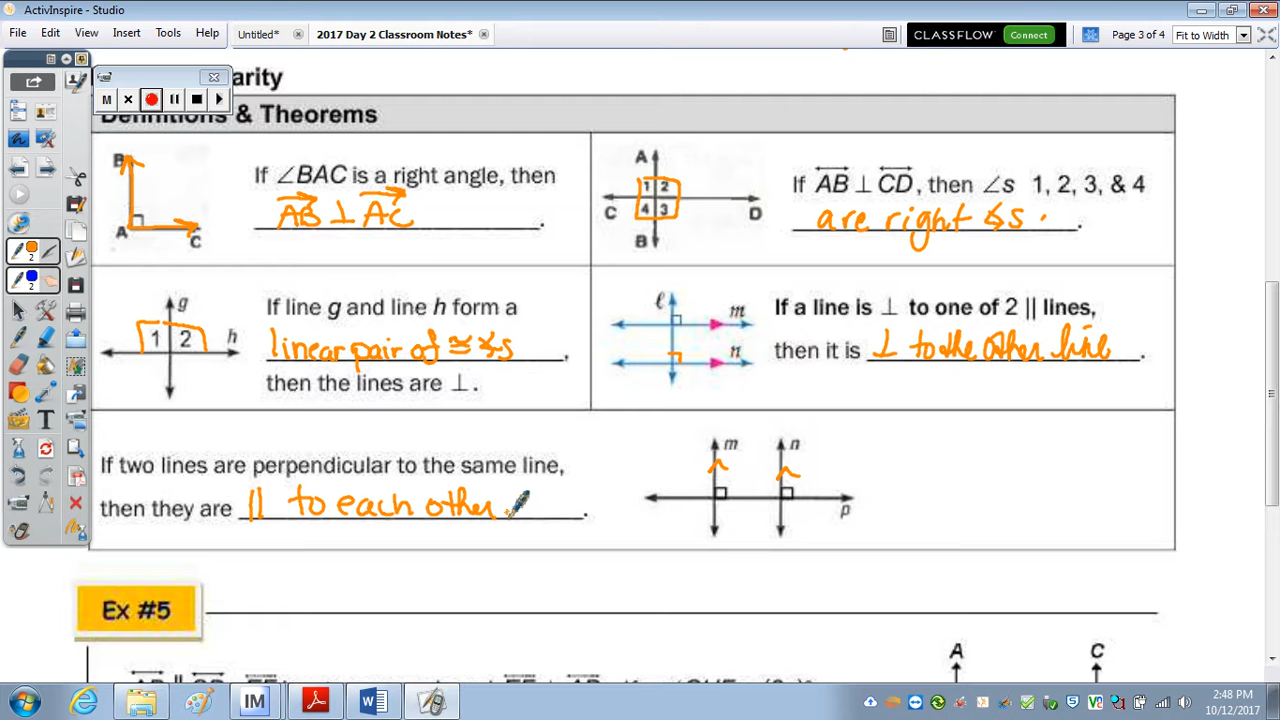 ActivInspire - Studio
File Edit View Insert Tools Help
Untitled*
2017 Day 2 Classroom Notes*
CLASSFLOW Connect
Page 3 of 4
Fit to Width
M
arity
Definitions & Theorems
B
A
C
If ∠BAC is a right angle, then
AB ⊥ AC.
A
1 2
C
4 3
D
B
If AB ⊥ CD, then ∠s 1, 2, 3, & 4
are right ∡s.
g
1 2
h
If line g and line h form a
linear pair of ≅ ∡s,
then the lines are ⊥.
ℓ
m
n
If a line is ⊥ to one of 2 || lines,
then it is ⊥ to the other line.
If two lines are perpendicular to the same line,
then they are || to each other.
m
n
p
2
2
Ex #5
A
C
IM
2:48 PM
10/12/2017